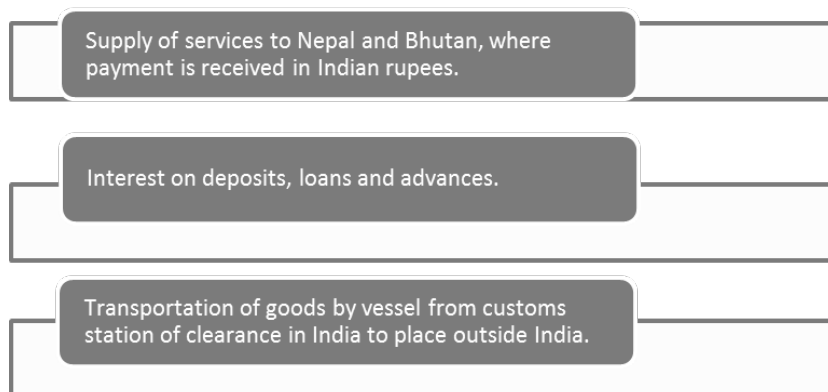 Supply of services to Nepal and Bhutan, where
payment is received in Indian rupees.
Interest on deposits, loans and advances.
Transportation of goods by vessel from customs
station of clearance in India to place outside India.